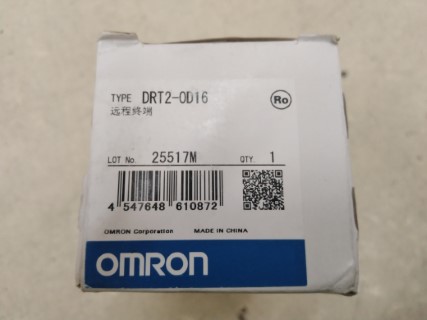 TYPE DRT2-OD16 Ro
远程終端
LOT No. 25517M QTY. 1
4 547648 610872
OMRON Corporation MADE IN CHINA
OMRON